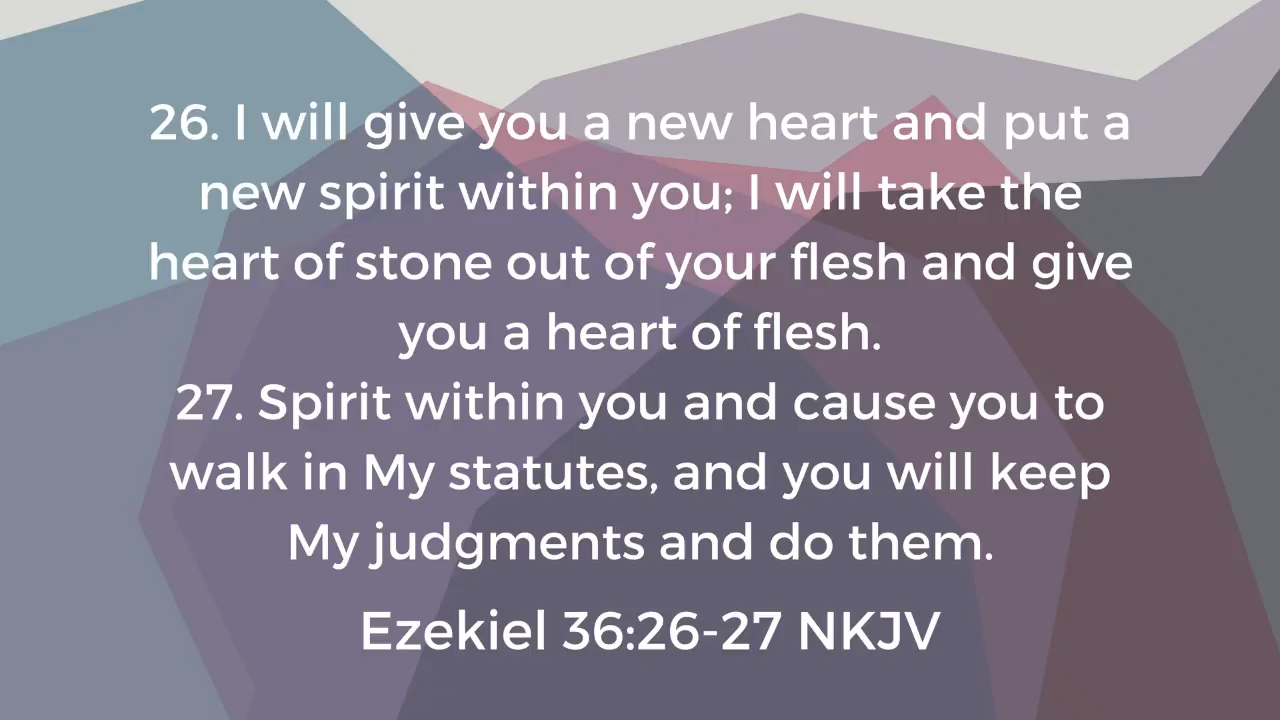 26. I will give you a new heart and put a
new spirit within you; I will take the
heart of stone out of your flesh and give
you a heart of flesh.
27. Spirit within you and cause you to
walk in My statutes, and you will keep
My judgments and do them.
Ezekiel 36:26-27 NKJV